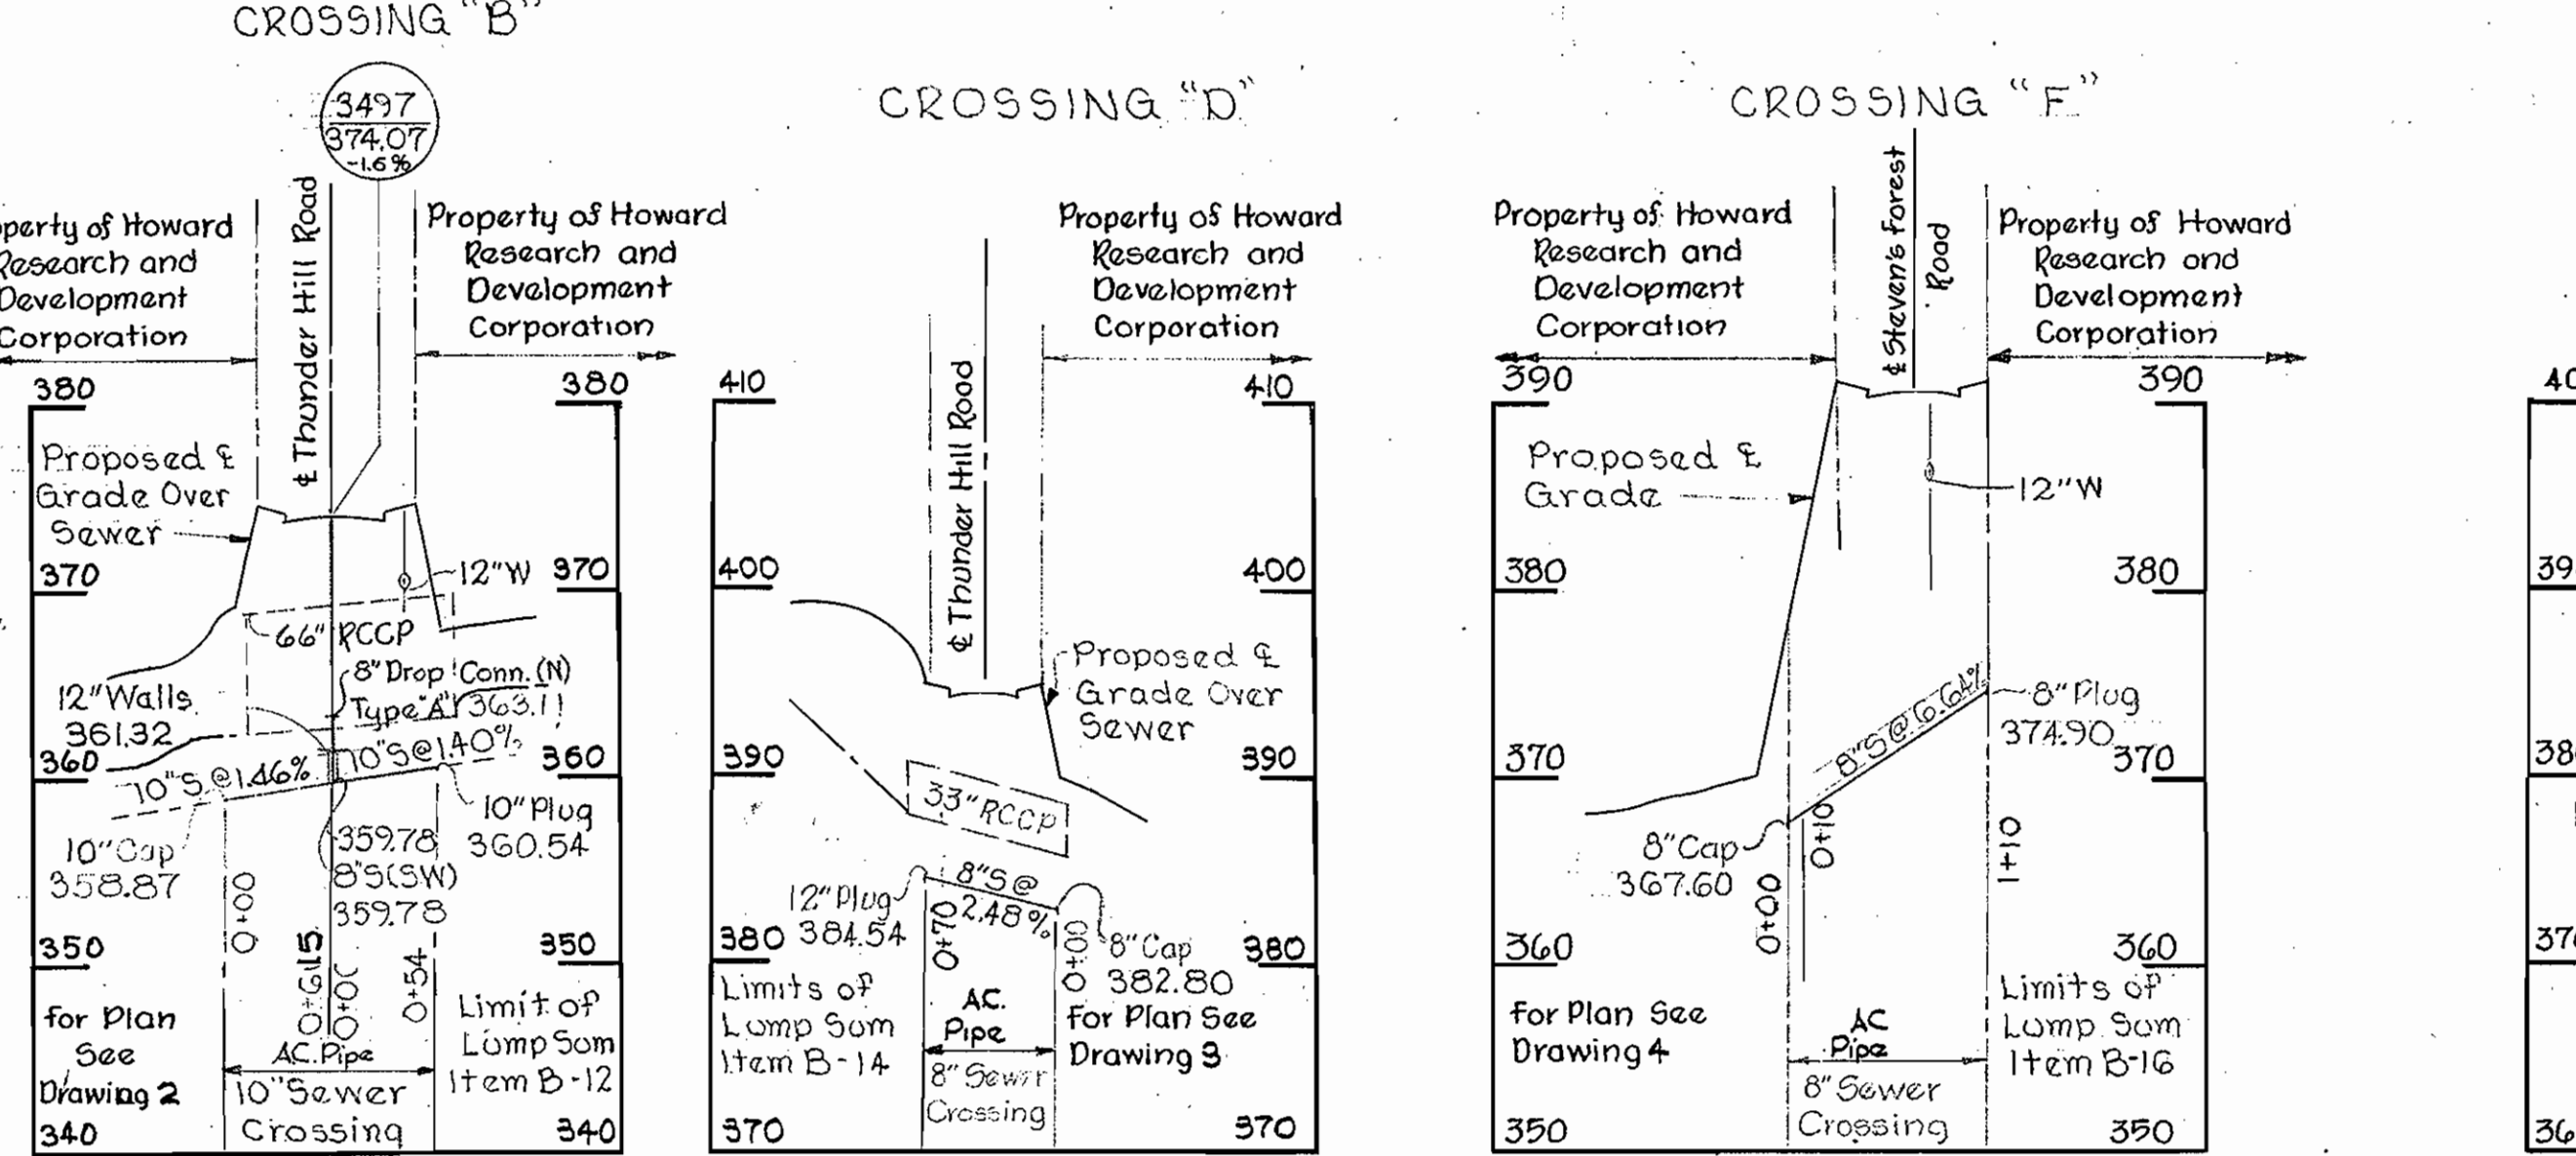 CROSSING "B"
3497
374.07
-1.6%
Property of Howard
Research and
Development
Corporation
℄ Thunder Hill Road
Property of Howard
Research and
Development
Corporation
380
380
Proposed ℄
Grade Over
Sewer
370
12"W
370
66" RCCP
8" Drop Conn. (N)
Type "A" 363.11
12" Walls
361.32
360
10"S @ 1.46%
10"S @ 1.40%
360
10" Plug
360.54
10" Cap
358.87
359.78
8"S(SW)
359.78
0+00
0+61.15
0+00
0+54
350
350
For Plan
See
Drawing 2
Limit of
Lump Sum
Item B-12
AC. Pipe
10" Sewer
Crossing
340
340
CROSSING "D"
Property of Howard
Research and
Development
Corporation
℄ Thunder Hill Road
410
410
400
400
Proposed ℄
Grade Over
Sewer
390
390
33" RCCP
12" Plug
384.54
8"S @
2.48%
8" Cap
382.80
0+70
0+00
380
380
Limits of
Lump Sum
Item B-14
AC.
Pipe
For Plan See
Drawing 3
8" Sewer
Crossing
370
370
CROSSING "F"
℄ Steven's Forest
Road
Property of Howard
Research and
Development
Corporation
Property of Howard
Research and
Development
Corporation
390
390
Proposed ℄
Grade
12"W
380
380
8"S @ 6.64%
8" Plug
374.90
370
370
8" Cap
367.60
0+00
0+10
1+10
360
360
For Plan See
Drawing 4
AC
Pipe
Limits of
Lump Sum
Item B-16
8" Sewer
Crossing
350
350